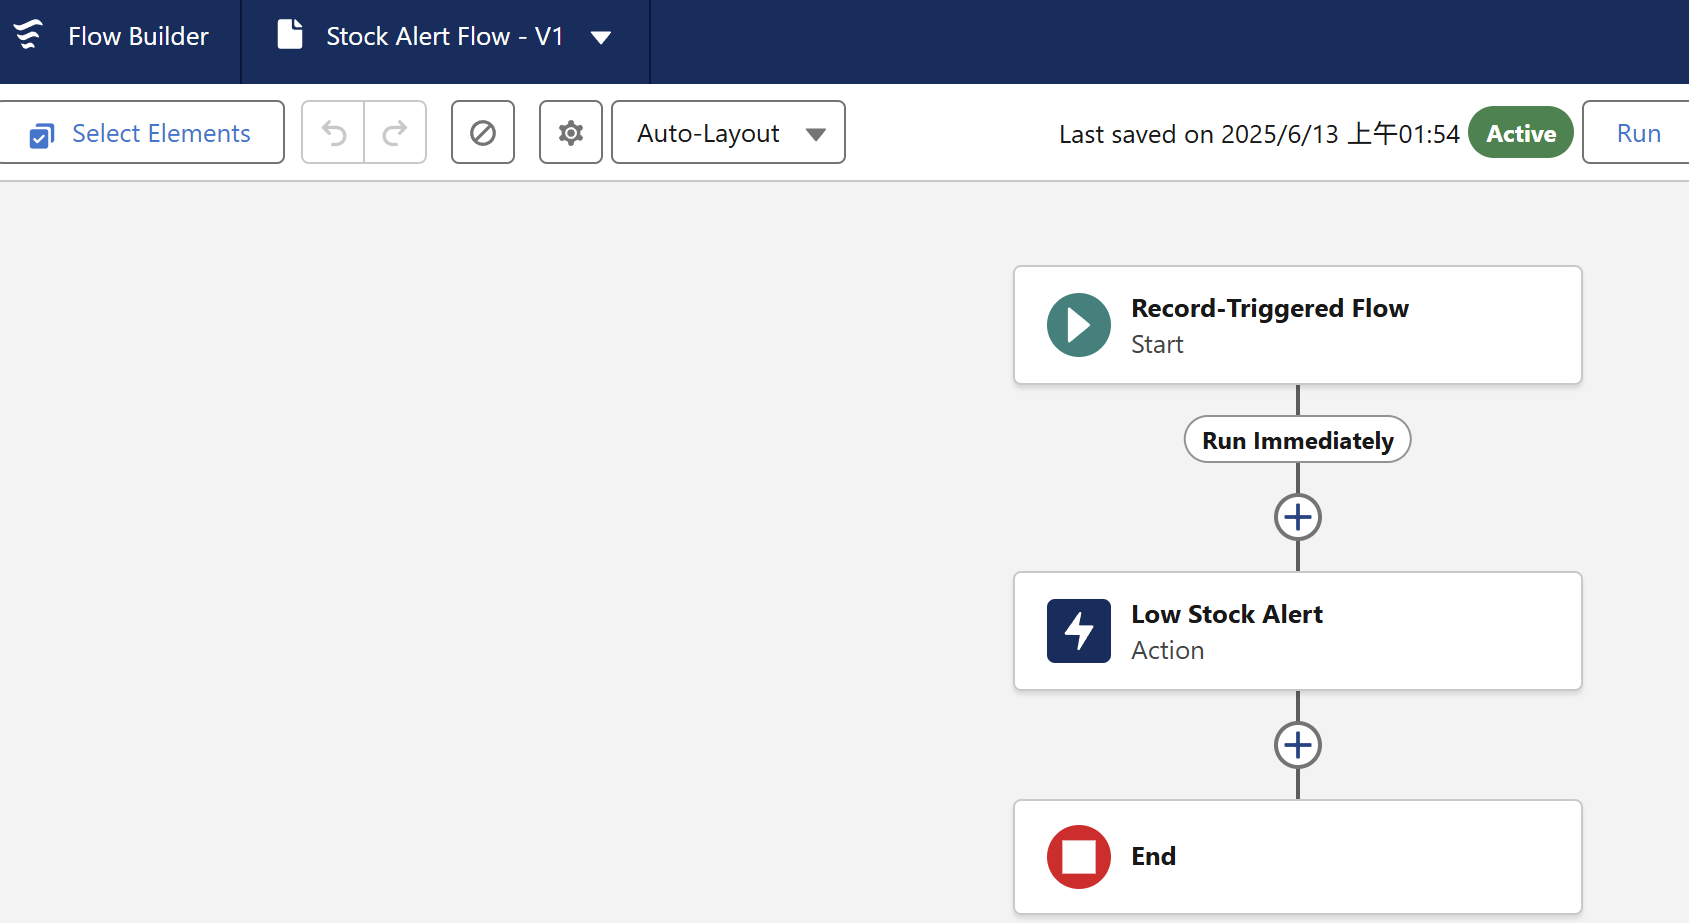 Flow Builder
Stock Alert Flow - V1
Select Elements
Auto-Layout
Last saved on 2025/6/13 上午01:54
Active
Run
Record-Triggered Flow
Start
Run Immediately
Low Stock Alert
Action
End